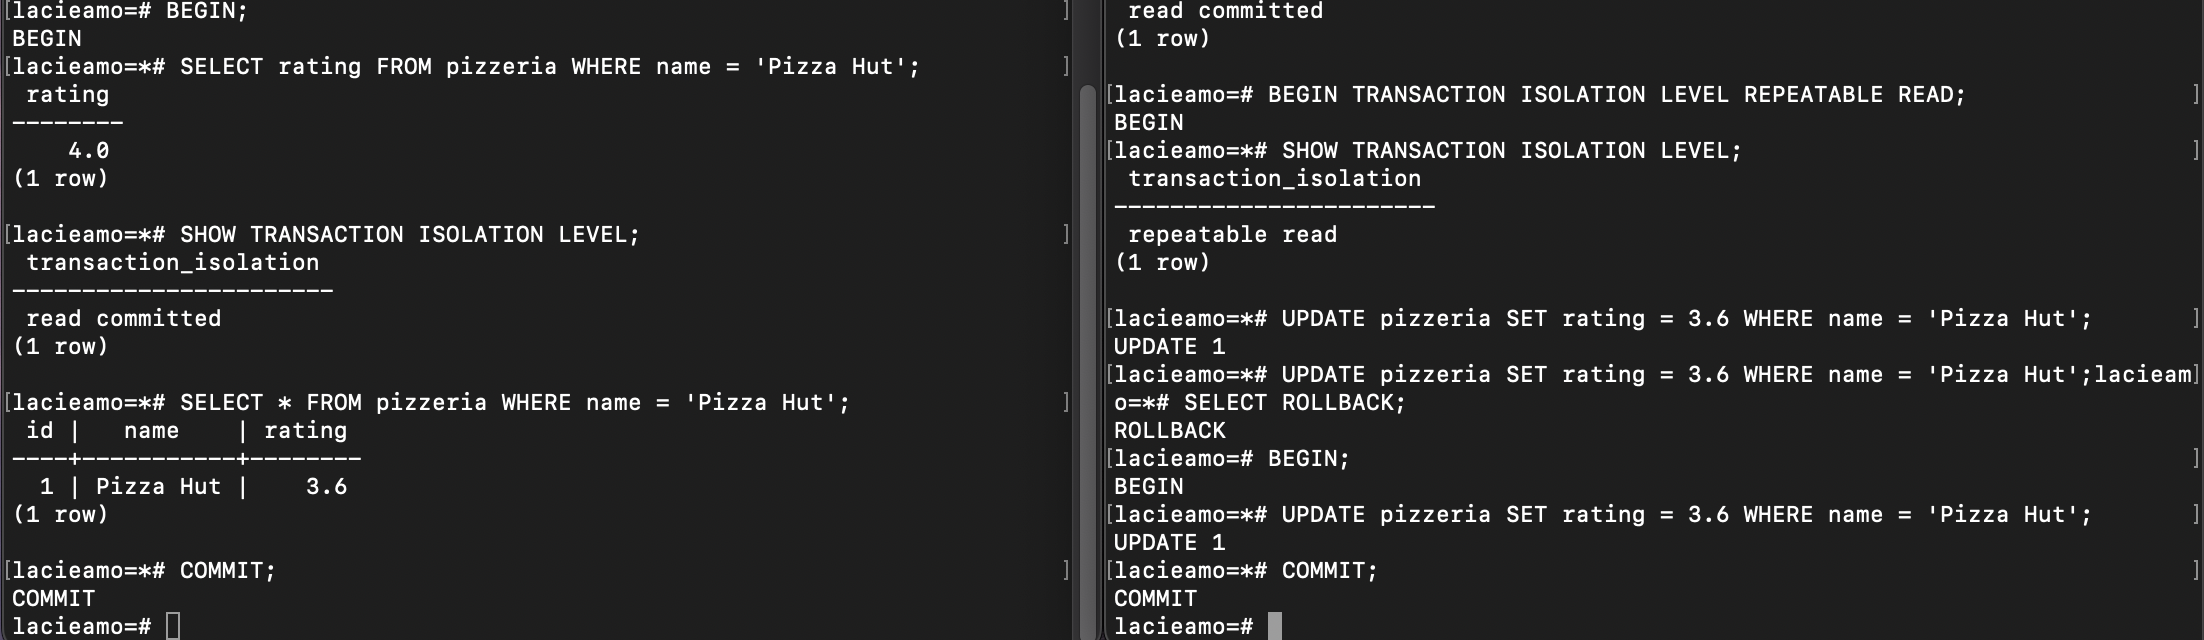 [lacieamo=# BEGIN; ]
BEGIN
[lacieamo=*# SELECT rating FROM pizzeria WHERE name = 'Pizza Hut'; ]
rating
--------
4.0
(1 row)
[lacieamo=*# SHOW TRANSACTION ISOLATION LEVEL; ]
transaction_isolation
-----------------------
read committed
(1 row)
[lacieamo=*# SELECT * FROM pizzeria WHERE name = 'Pizza Hut'; ]
id | name | rating
----+-----------+--------
1 | Pizza Hut | 3.6
(1 row)
[lacieamo=*# COMMIT; ]
COMMIT
lacieamo=#
read committed
(1 row)
[lacieamo=# BEGIN TRANSACTION ISOLATION LEVEL REPEATABLE READ; ]
BEGIN
[lacieamo=*# SHOW TRANSACTION ISOLATION LEVEL; ]
transaction_isolation
-----------------------
repeatable read
(1 row)
[lacieamo=*# UPDATE pizzeria SET rating = 3.6 WHERE name = 'Pizza Hut'; ]
UPDATE 1
[lacieamo=*# UPDATE pizzeria SET rating = 3.6 WHERE name = 'Pizza Hut';lacieam]
o=*# SELECT ROLLBACK;
ROLLBACK
[lacieamo=# BEGIN; ]
BEGIN
[lacieamo=*# UPDATE pizzeria SET rating = 3.6 WHERE name = 'Pizza Hut'; ]
UPDATE 1
[lacieamo=*# COMMIT; ]
COMMIT
lacieamo=#